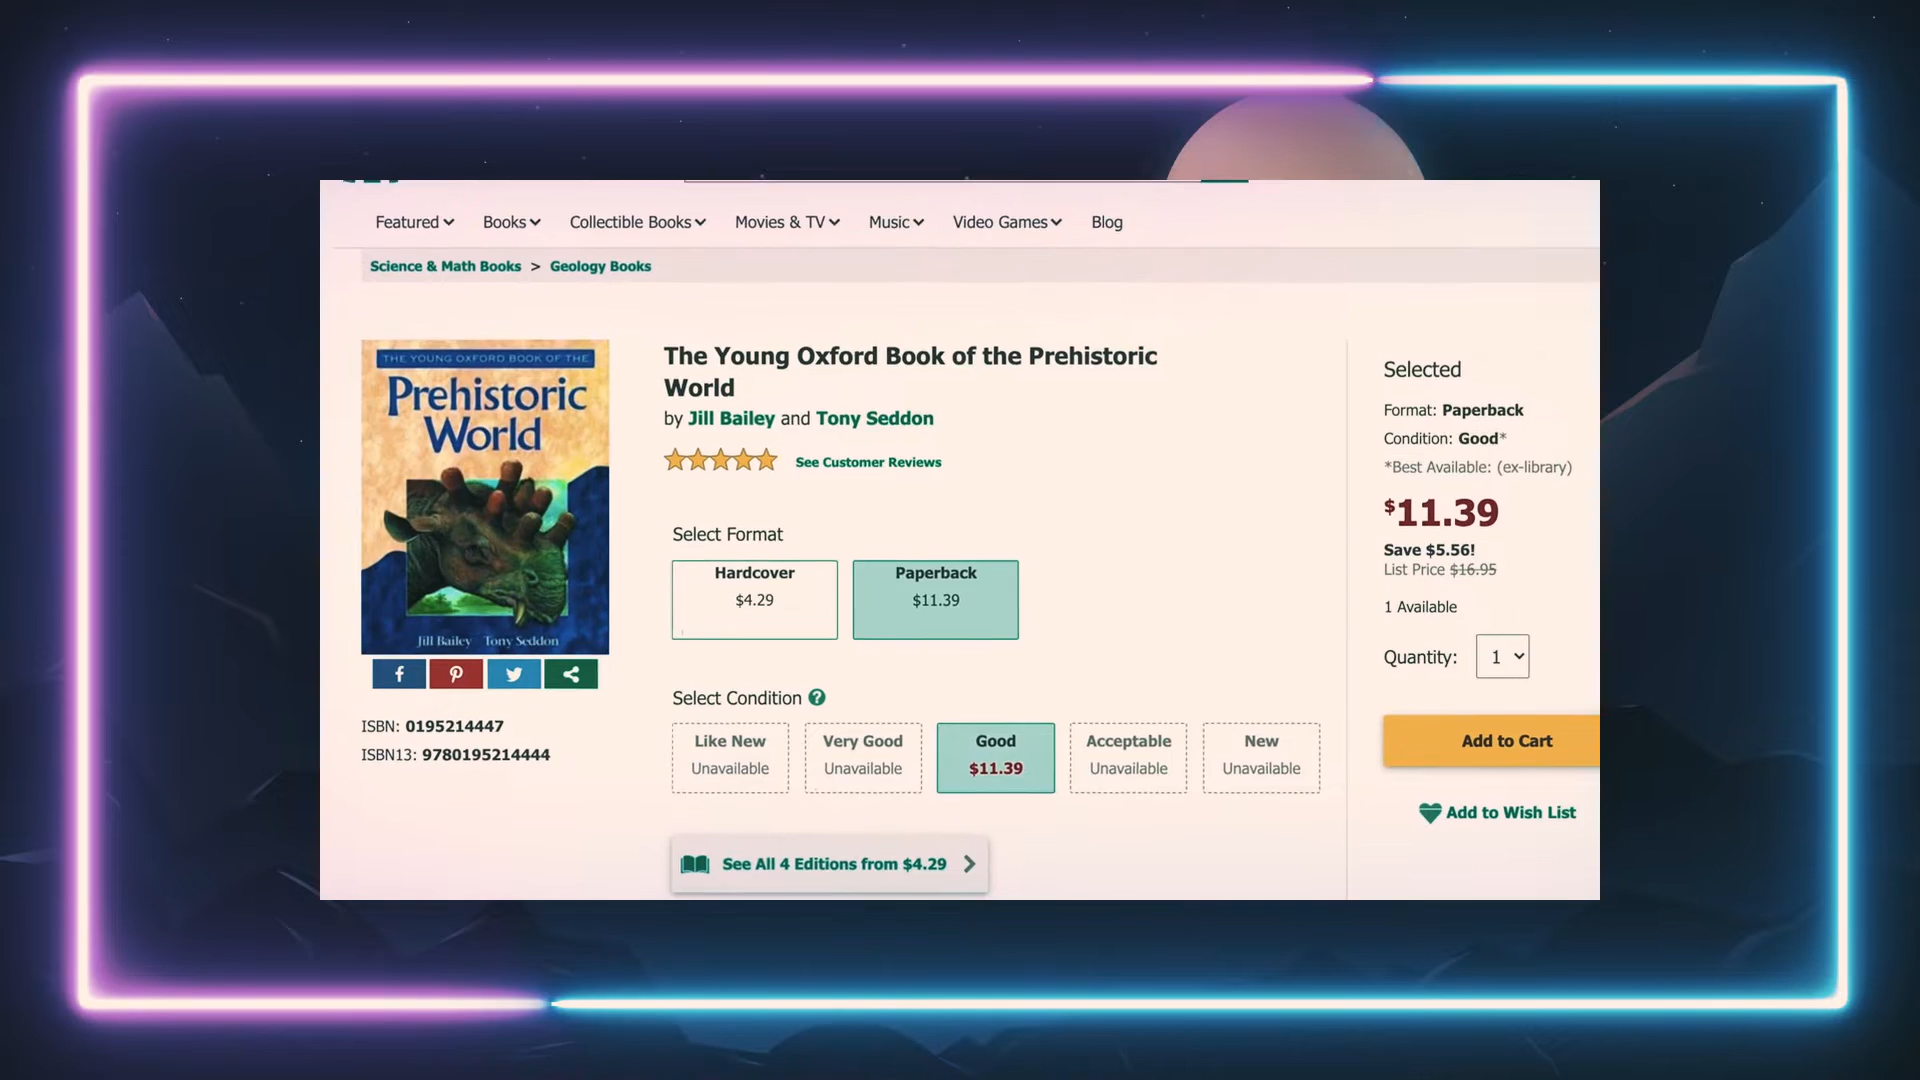 Featured Books Collectible Books Movies & TV Music Video Games Blog
Science & Math Books > Geology Books
THE YOUNG OXFORD BOOK OF THE
Prehistoric
World
Jill Bailey Tony Seddon
ISBN: 0195214447
ISBN13: 9780195214444
The Young Oxford Book of the Prehistoric
World
by Jill Bailey and Tony Seddon
See Customer Reviews
Select Format
Hardcover
$4.29
Paperback
$11.39
Select Condition ?
Like New
Unavailable
Very Good
Unavailable
Good
$11.39
Acceptable
Unavailable
New
Unavailable
See All 4 Editions from $4.29
Selected
Format: Paperback
Condition: Good*
*Best Available: (ex-library)
$11.39
Save $5.56!
List Price $16.95
1 Available
Quantity: 1
Add to Cart
Add to Wish List